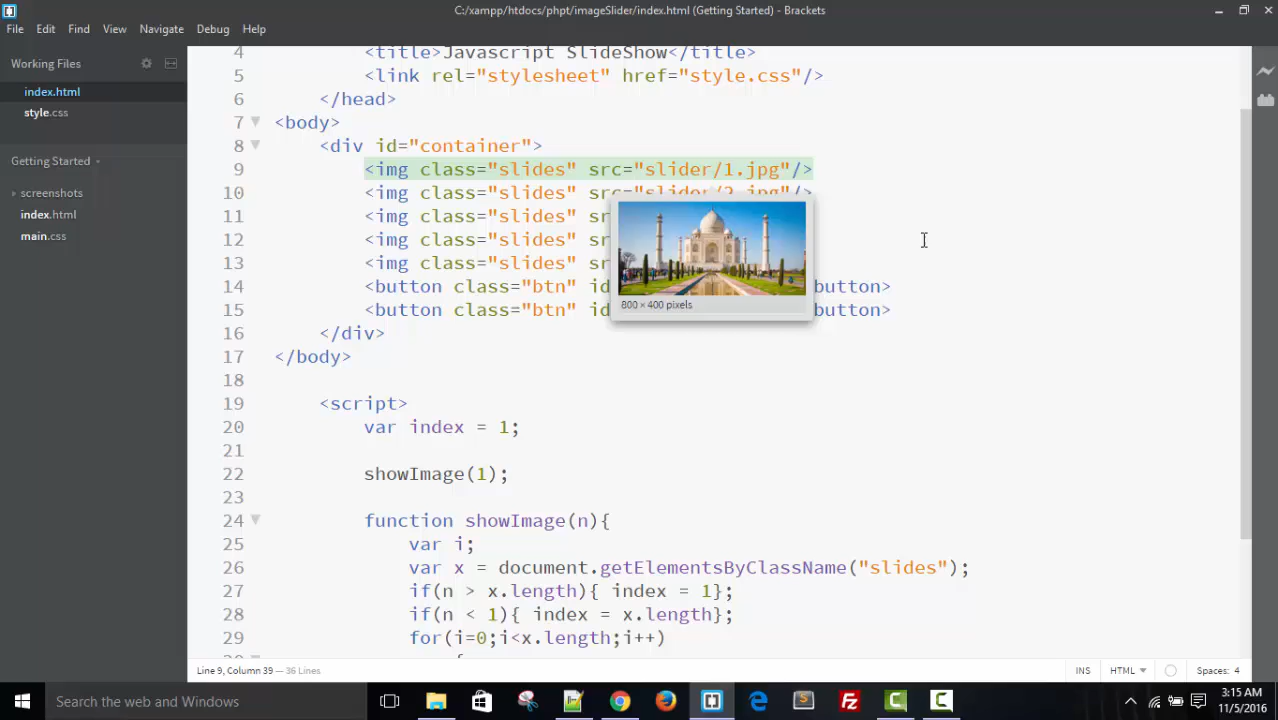 C:/xampp/htdocs/phpt/imageSlider/index.html (Getting Started) - Brackets
File Edit Find View Navigate Debug Help
Working Files
index.html
style.css
Getting Started
screenshots
index.html
main.css
4 <title>Javascript SlideShow</title>
5 <link rel="stylesheet" href="style.css"/>
6 </head>
7 <body>
8 <div id="container">
9 <img class="slides" src="slider/1.jpg"/>
10 <img class="slides" src="slider/2.jpg"/>
11 <img class="slides" s
12 <img class="slides" s
13 <img class="slides" s
14 <button class="btn" id button>
15 <button class="btn" id button>
16 </div>
17 </body>
18
19 <script>
20 var index = 1;
21
22 showImage(1);
23
24 function showImage(n){
25 var i;
26 var x = document.getElementsByClassName("slides");
27 if(n > x.length){ index = 1};
28 if(n < 1){ index = x.length};
29 for(i=0;i<x.length;i++)
800 × 400 pixels
Line 9, Column 39 — 36 Lines
INS HTML Spaces: 4
Search the web and Windows
3:15 AM
11/5/2016